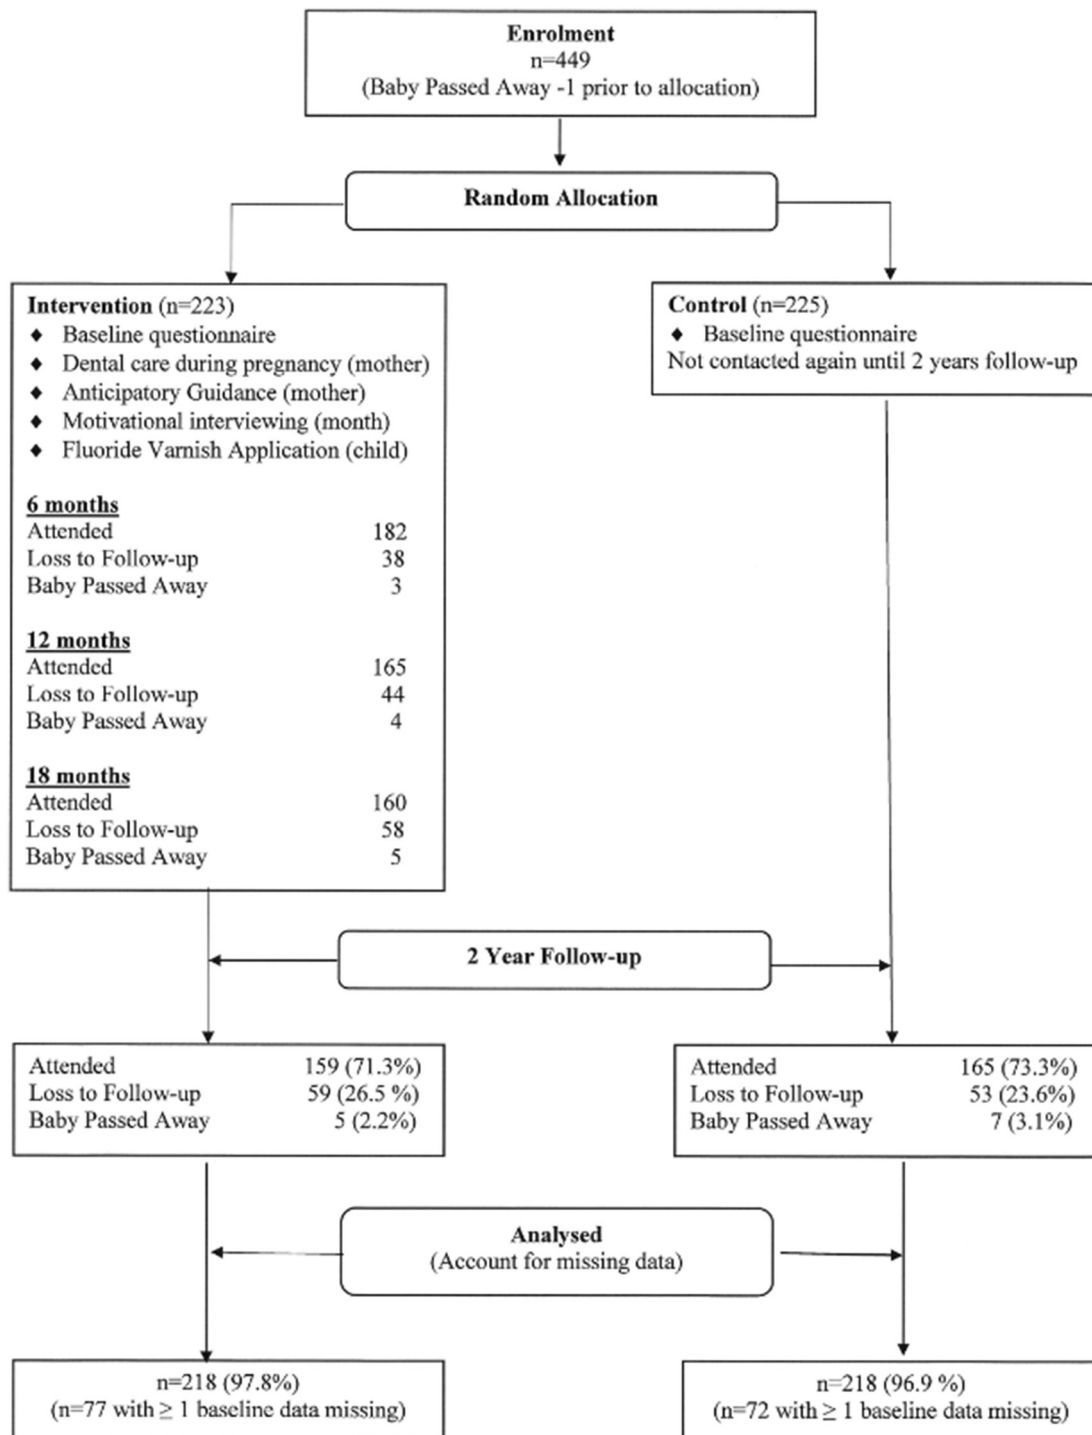 Enrolment
n=449
(Baby Passed Away -1 prior to allocation)
Random Allocation
Intervention (n=223)
♦ Baseline questionnaire
♦ Dental care during pregnancy (mother)
♦ Anticipatory Guidance (mother)
♦ Motivational interviewing (month)
♦ Fluoride Varnish Application (child)
6 months
Attended 182
Loss to Follow-up 38
Baby Passed Away 3
12 months
Attended 165
Loss to Follow-up 44
Baby Passed Away 4
18 months
Attended 160
Loss to Follow-up 58
Baby Passed Away 5
Control (n=225)
♦ Baseline questionnaire
Not contacted again until 2 years follow-up
2 Year Follow-up
Attended 159 (71.3%)
Loss to Follow-up 59 (26.5 %)
Baby Passed Away 5 (2.2%)
Attended 165 (73.3%)
Loss to Follow-up 53 (23.6%)
Baby Passed Away 7 (3.1%)
Analysed
(Account for missing data)
n=218 (97.8%)
(n=77 with ≥ 1 baseline data missing)
n=218 (96.9 %)
(n=72 with ≥ 1 baseline data missing)